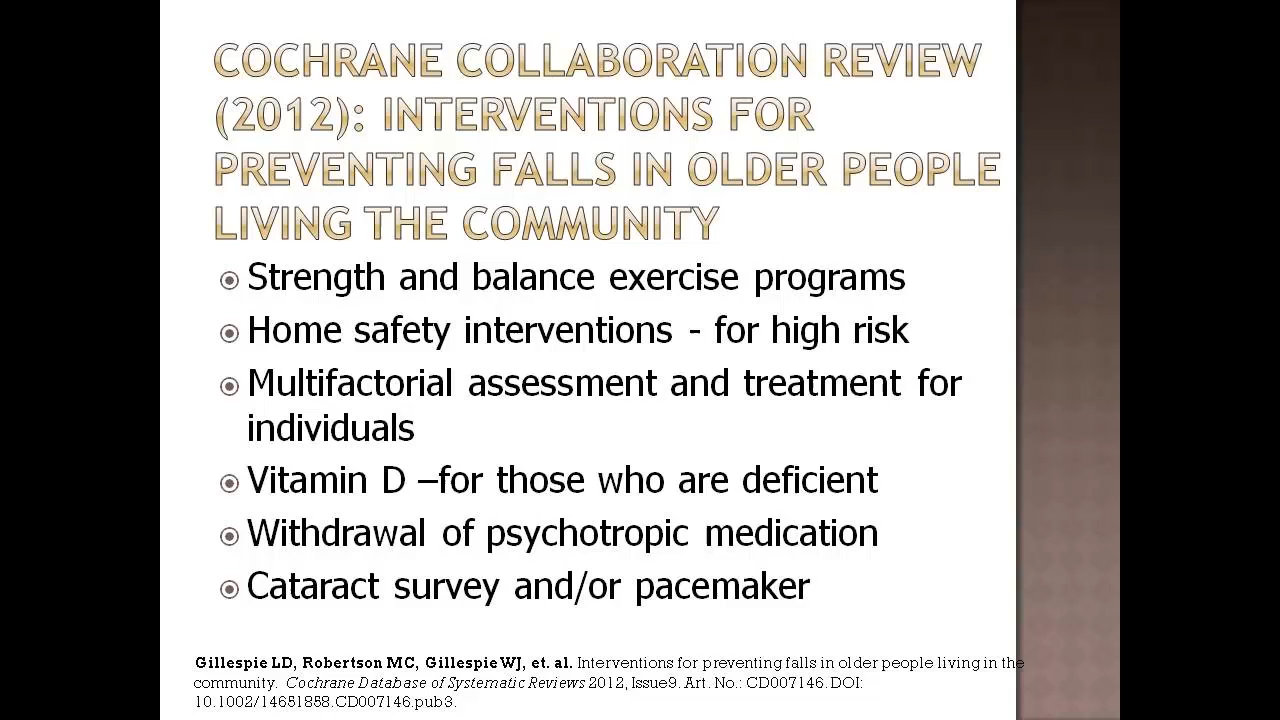 COCHRANE COLLABORATION REVIEW
(2012): INTERVENTIONS FOR
PREVENTING FALLS IN OLDER PEOPLE
LIVING THE COMMUNITY
Strength and balance exercise programs
Home safety interventions - for high risk
Multifactorial assessment and treatment for
individuals
Vitamin D –for those who are deficient
Withdrawal of psychotropic medication
Cataract survey and/or pacemaker
Gillespie LD, Robertson MC, Gillespie WJ, et. al. Interventions for preventing falls in older people living in the
community. Cochrane Database of Systematic Reviews 2012, Issue9. Art. No.: CD007146. DOI:
10.1002/14651858.CD007146.pub3.